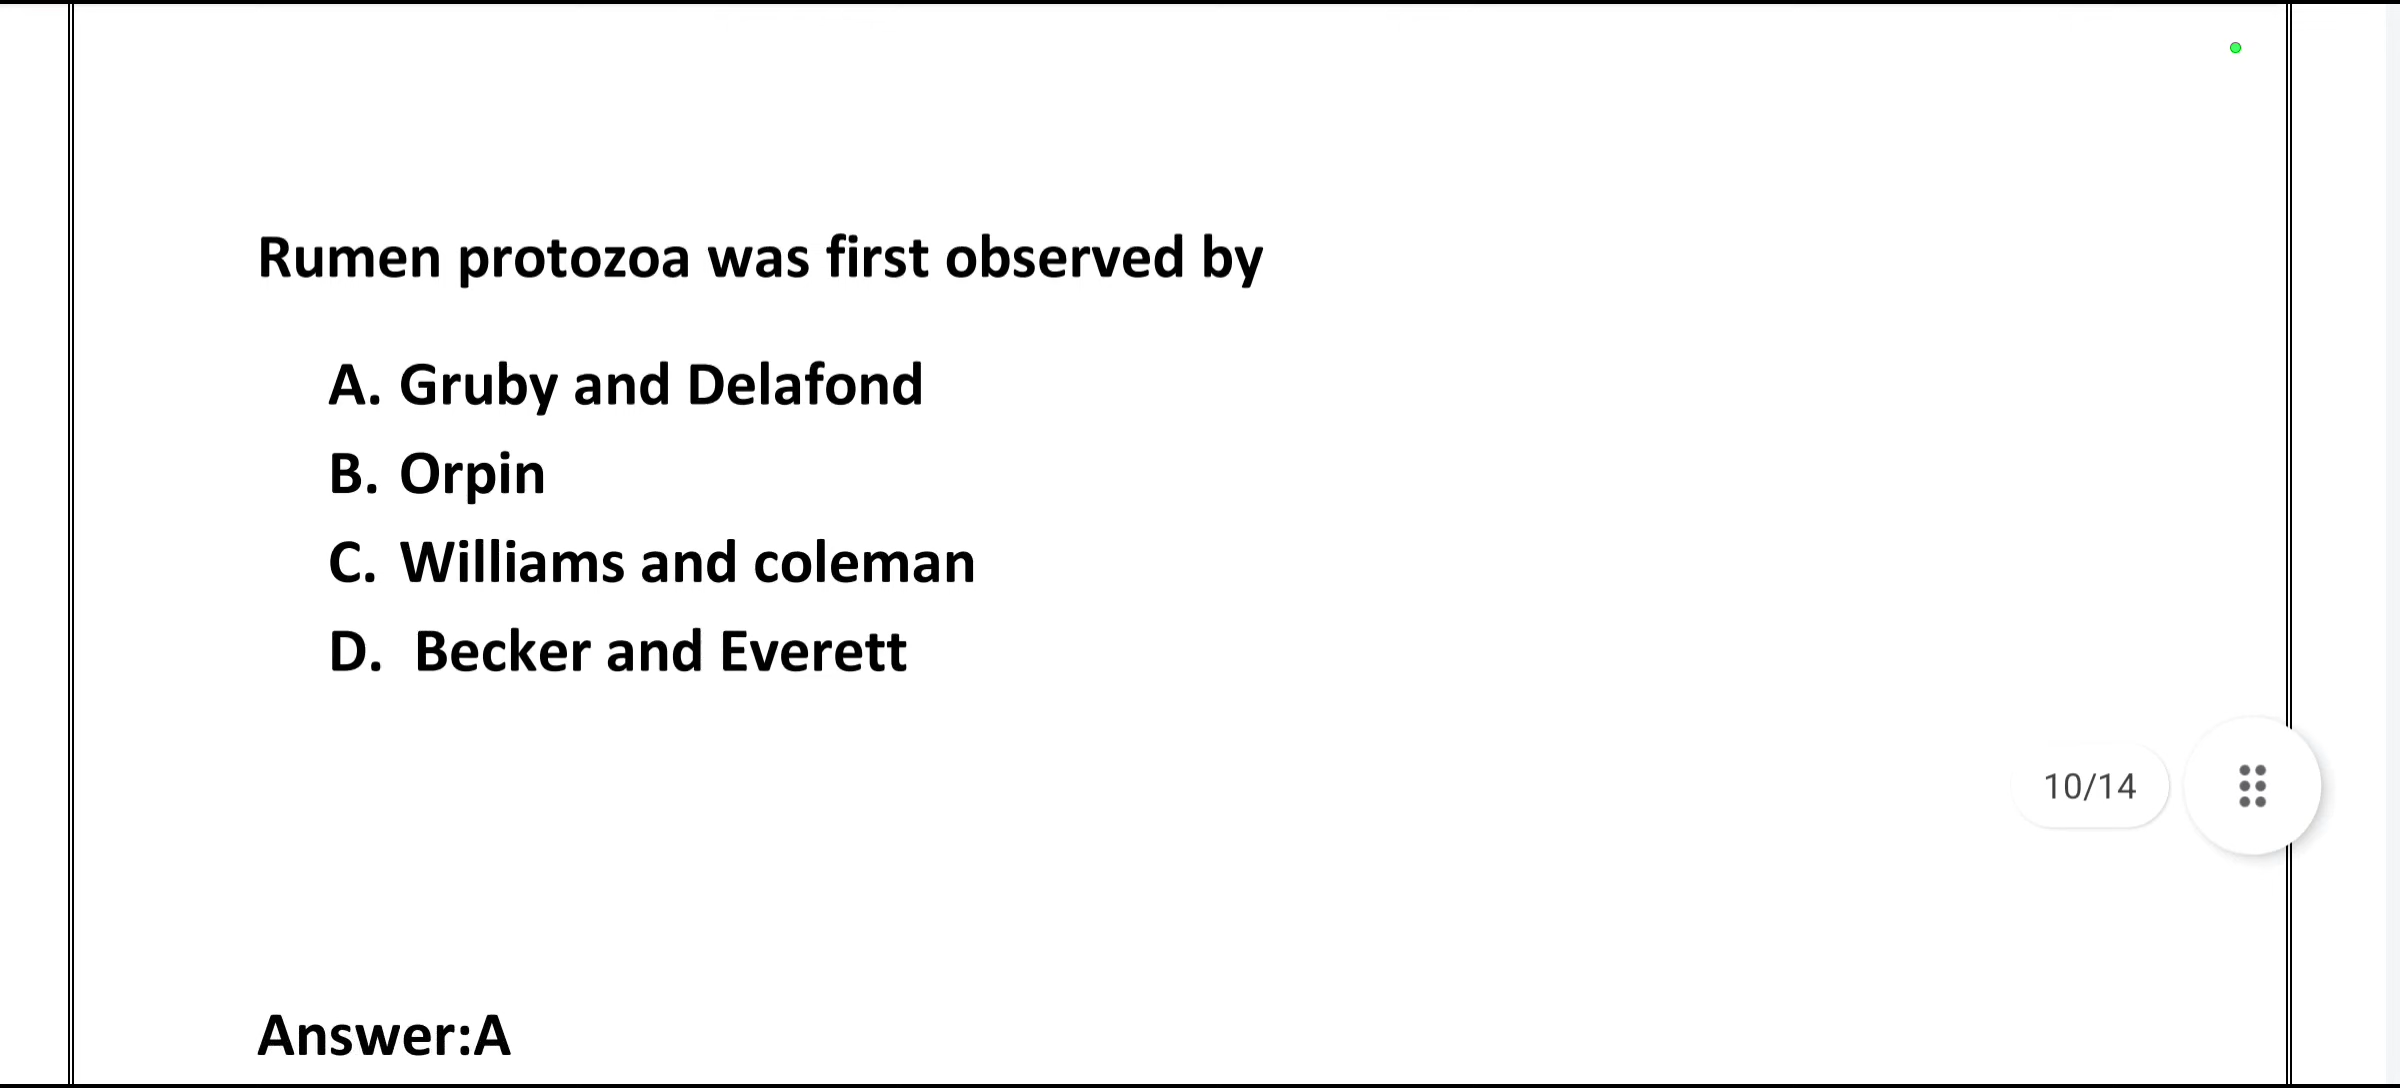 Rumen protozoa was first observed by
A. Gruby and Delafond
B. Orpin
C. Williams and coleman
D. Becker and Everett
10/14
Answer:A